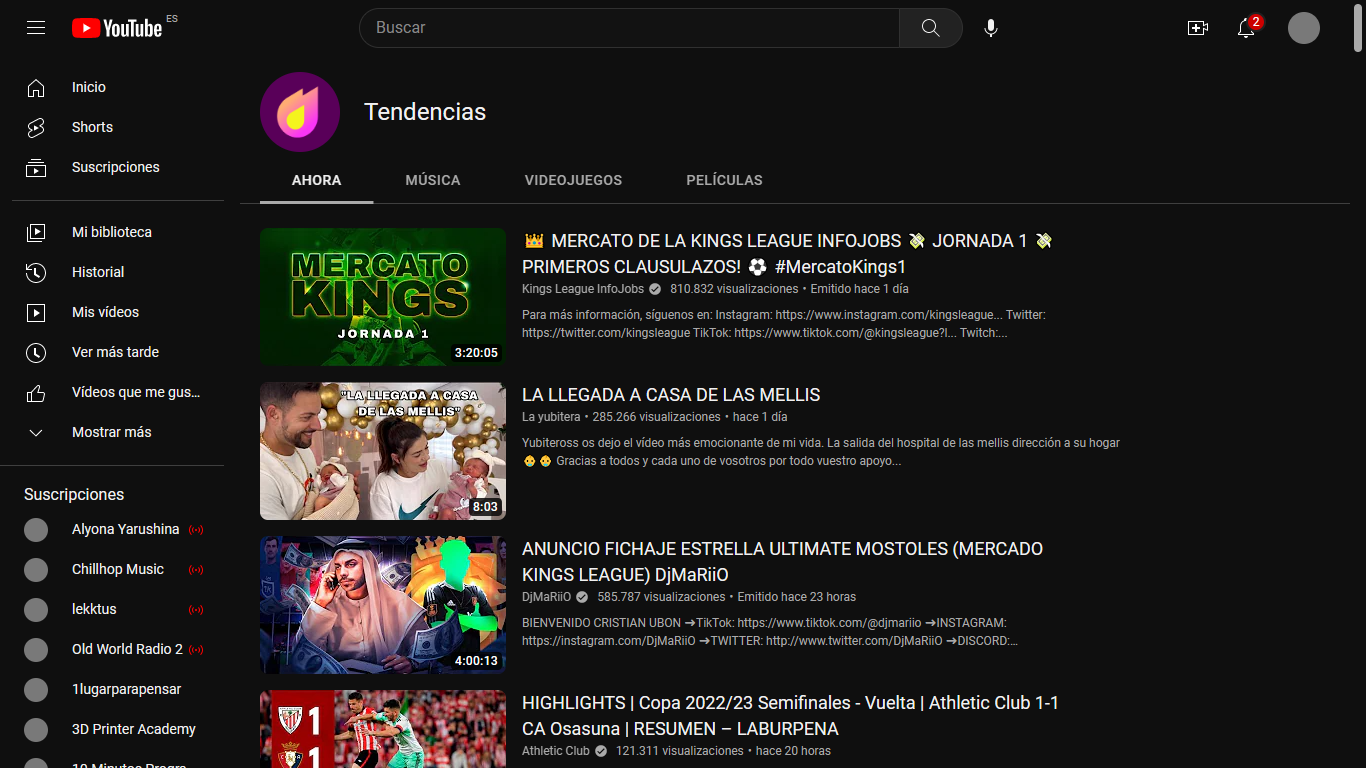 YouTube ES
Buscar
2
Inicio
Shorts
Suscripciones
Mi biblioteca
Historial
Mis vídeos
Ver más tarde
Vídeos que me gus...
Mostrar más
Suscripciones
Alyona Yarushina
Chillhop Music
lekktus
Old World Radio 2
1lugarparapensar
3D Printer Academy
Tendencias
AHORA MÚSICA VIDEOJUEGOS PELÍCULAS
MERCATO
KINGS
JORNADA 1
3:20:05
👑 MERCATO DE LA KINGS LEAGUE INFOJOBS 💸 JORNADA 1 💸
PRIMEROS CLAUSULAZOS! ⚽ #MercatoKings1
Kings League InfoJobs 810.832 visualizaciones • Emitido hace 1 día
Para más información, síguenos en: Instagram: https://www.instagram.com/kingsleague... Twitter:
https://twitter.com/kingsleague TikTok: https://www.tiktok.com/@kingsleague?l... Twitch:...
"LA LLEGADA A CASA
DE LAS MELLIS"
8:03
LA LLEGADA A CASA DE LAS MELLIS
La yubitera • 285.266 visualizaciones • hace 1 día
Yubiteross os dejo el vídeo más emocionante de mi vida. La salida del hospital de las mellis dirección a su hogar
🥹🥹 Gracias a todos y cada uno de vosotros por todo vuestro apoyo...
4:00:13
ANUNCIO FICHAJE ESTRELLA ULTIMATE MOSTOLES (MERCADO
KINGS LEAGUE) DjMaRiiO
DjMaRiiO 585.787 visualizaciones • Emitido hace 23 horas
BIENVENIDO CRISTIAN UBON ➜TikTok: https://www.tiktok.com/@djmariio ➜INSTAGRAM:
https://instagram.com/DjMaRiiO ➜TWITTER: http://www.twitter.com/DjMaRiiO ➜DISCORD:...
1
1
HIGHLIGHTS | Copa 2022/23 Semifinales - Vuelta | Athletic Club 1-1
CA Osasuna | RESUMEN – LABURPENA
Athletic Club 121.311 visualizaciones • hace 20 horas